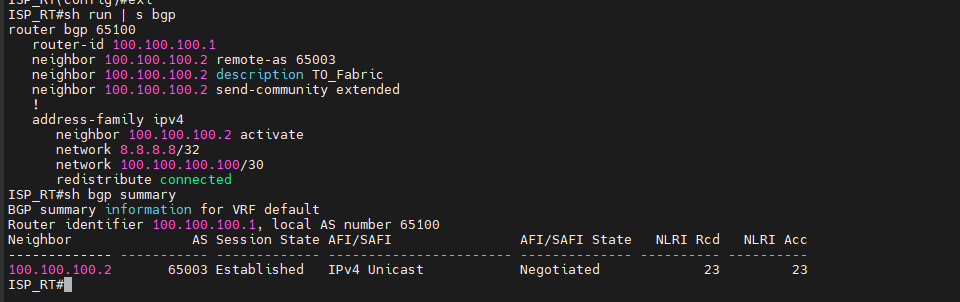 ISP_RT(config)#exi
ISP_RT#sh run | s bgp
router bgp 65100
   router-id 100.100.100.1
   neighbor 100.100.100.2 remote-as 65003
   neighbor 100.100.100.2 description TO_Fabric
   neighbor 100.100.100.2 send-community extended
   !
   address-family ipv4
      neighbor 100.100.100.2 activate
      network 8.8.8.8/32
      network 100.100.100.100/30
      redistribute connected
ISP_RT#sh bgp summary
BGP summary information for VRF default
Router identifier 100.100.100.1, local AS number 65100
Neighbor               AS Session State AFI/SAFI                AFI/SAFI State   NLRI Rcd   NLRI Acc
------------- ----------- ------------- ----------------------- -------------- ---------- ----------
100.100.100.2       65003 Established   IPv4 Unicast            Negotiated             23         23
ISP_RT#